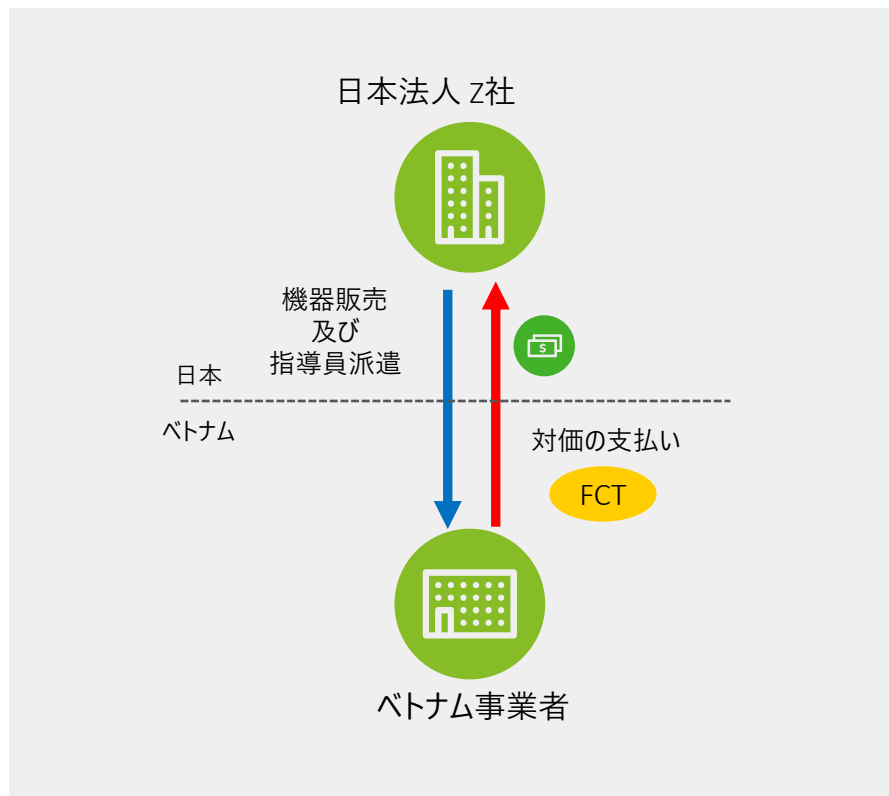 日本法人 Z社
機器販売
及び
指導員派遣
$
日本
ベトナム
対価の支払い
FCT
ベトナム事業者